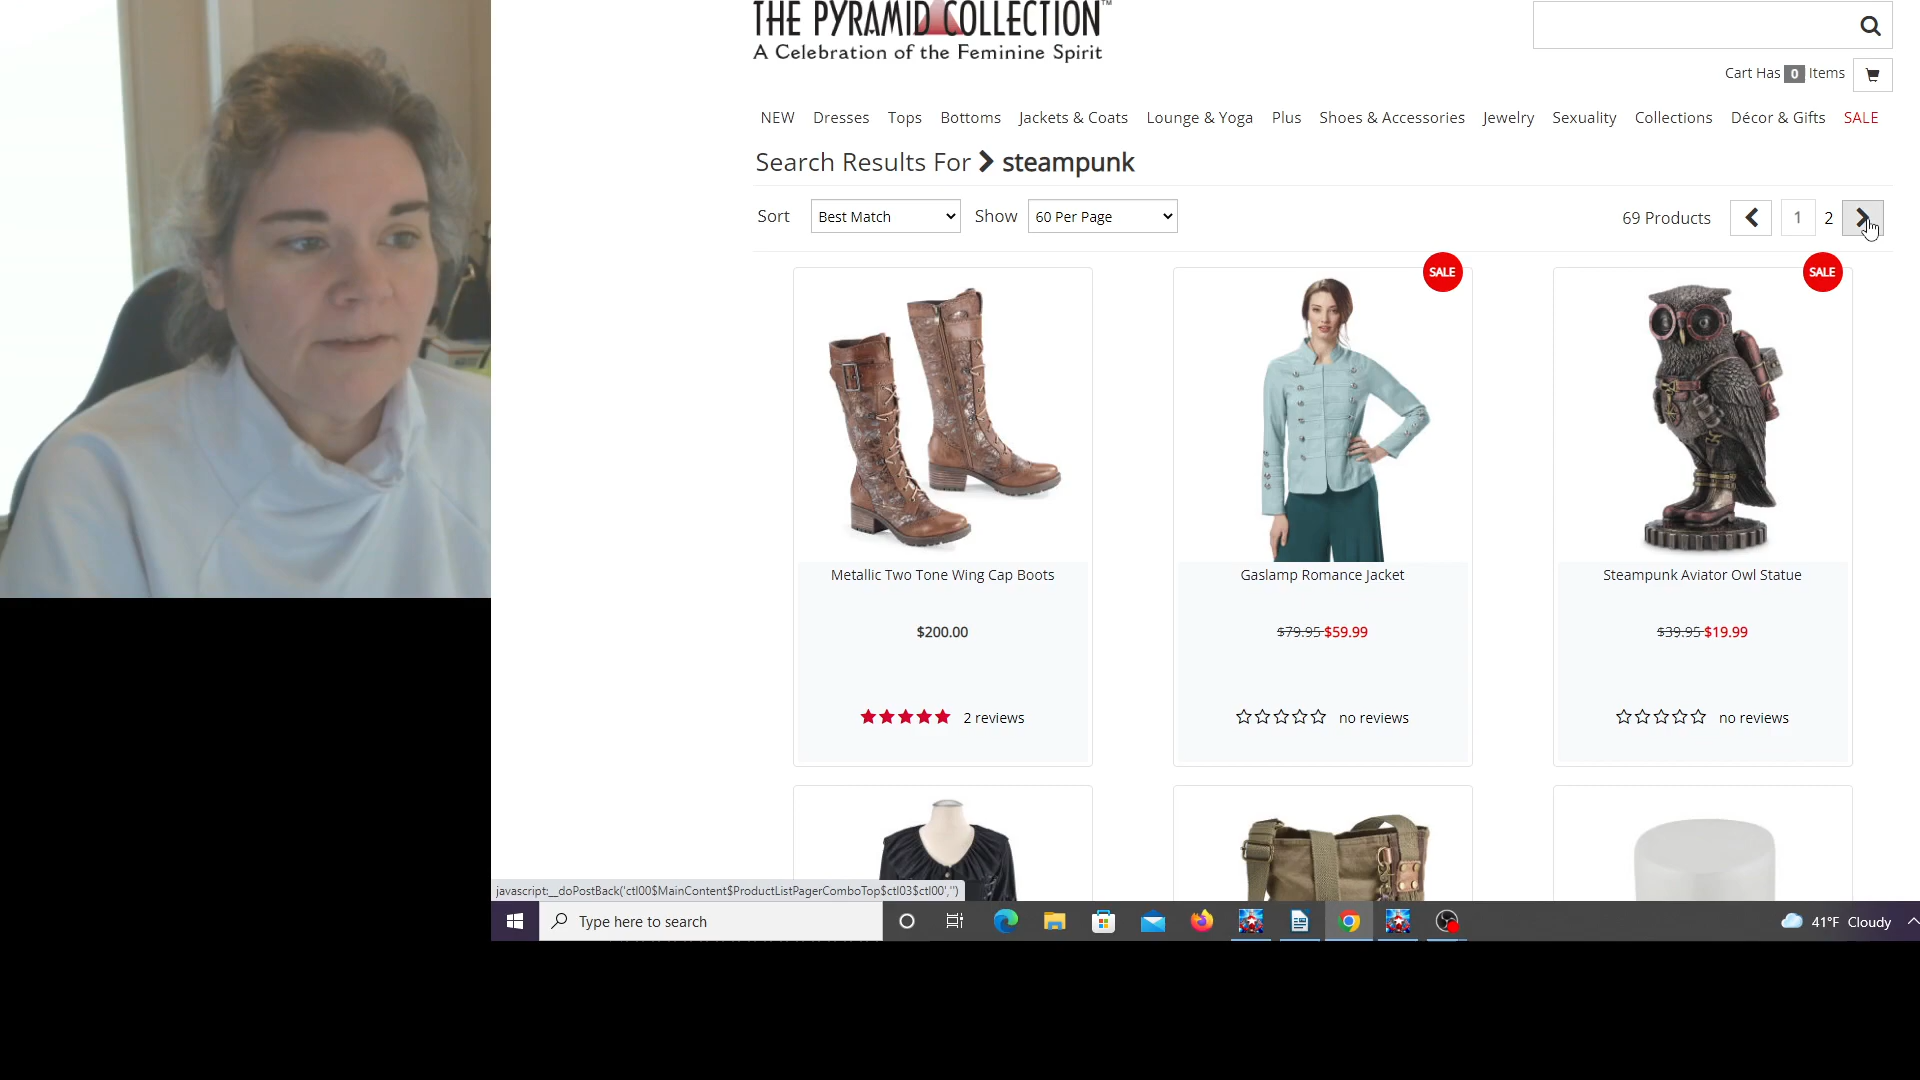 THE PYRAMID COLLECTION™
A Celebration of the Feminine Spirit
Cart Has 0 Items
NEW Dresses Tops Bottoms Jackets & Coats Lounge & Yoga Plus Shoes & Accessories Jewelry Sexuality Collections Décor & Gifts SALE
Search Results For steampunk
Sort Best Match Show 60 Per Page 69 Products 1 2
SALE SALE
Metallic Two Tone Wing Cap Boots
$200.00
2 reviews
Gaslamp Romance Jacket
$79.95 $59.99
no reviews
Steampunk Aviator Owl Statue
$39.95 $19.99
no reviews
javascript:__doPostBack('ctl00$MainContent$ProductListPagerComboTop$ctl03$ctl00','')
Type here to search
41°F Cloudy